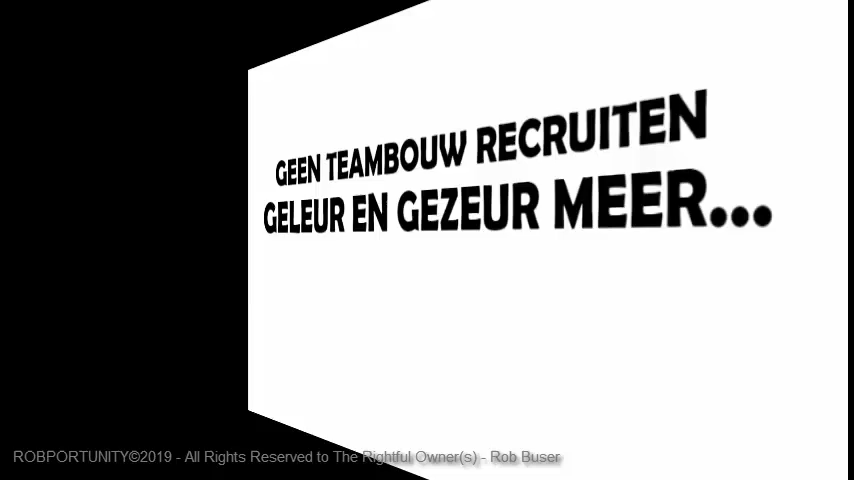 GEEN TEAMBOUW RECRUITEN
GELEUR EN GEZEUR MEER...
ROBPORTUNITY©2019 - All Rights Reserved to The Rightful Owner(s) - Rob Buser